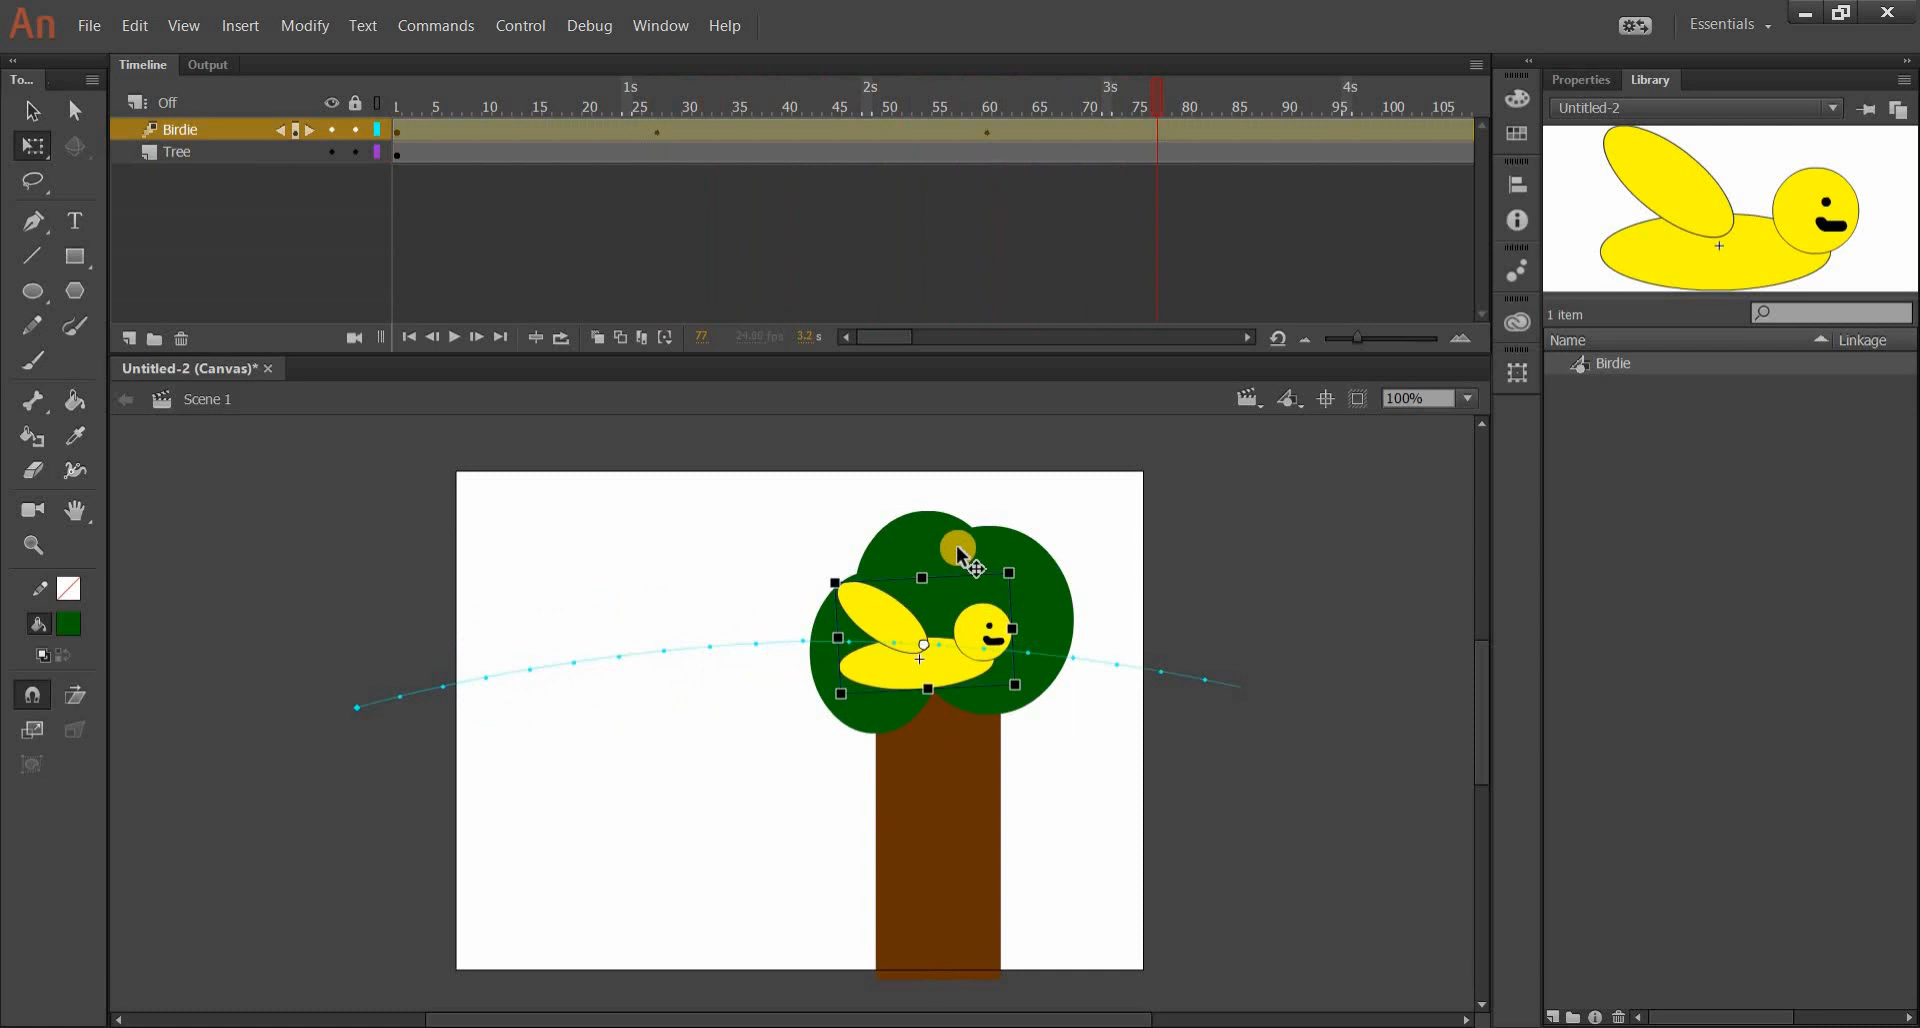 An File Edit View Insert Modify Text Commands Control Debug Window Help Essentials
To... Timeline Output Properties Library
Off 1s 2s 3s 4s
5 10 15 20 25 30 35 40 45 50 55 60 65 70 75 80 85 90 95 100 105
Untitled-2
Birdie
Tree
1 item
77 24.00 fps 3.2 s
Name Linkage
Birdie
Untitled-2 (Canvas)* ×
Scene 1 100%
T